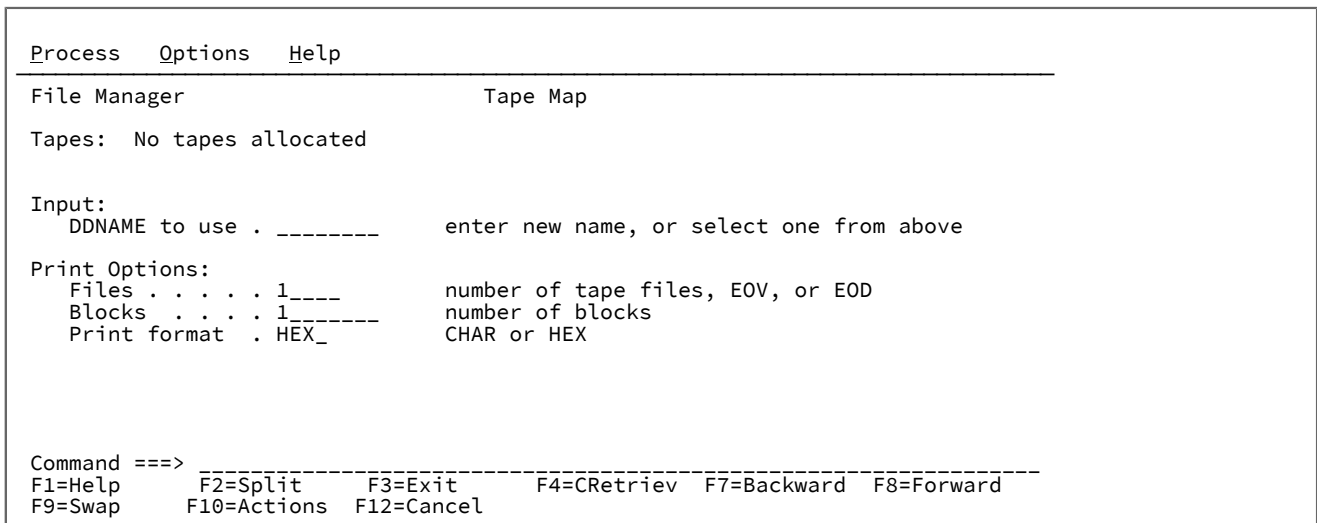 Process   Options   Help
File Manager                       Tape Map
Tapes:  No tapes allocated
Input:
   DDNAME to use . ________     enter new name, or select one from above
Print Options:
   Files . . . . . 1____        number of tape files, EOV, or EOD
   Blocks  . . . . 1_______     number of blocks
   Print format  . HEX_         CHAR or HEX
Command ===> _________________________________________________________________
F1=Help      F2=Split     F3=Exit      F4=CRetriev  F7=Backward  F8=Forward
F9=Swap     F10=Actions  F12=Cancel